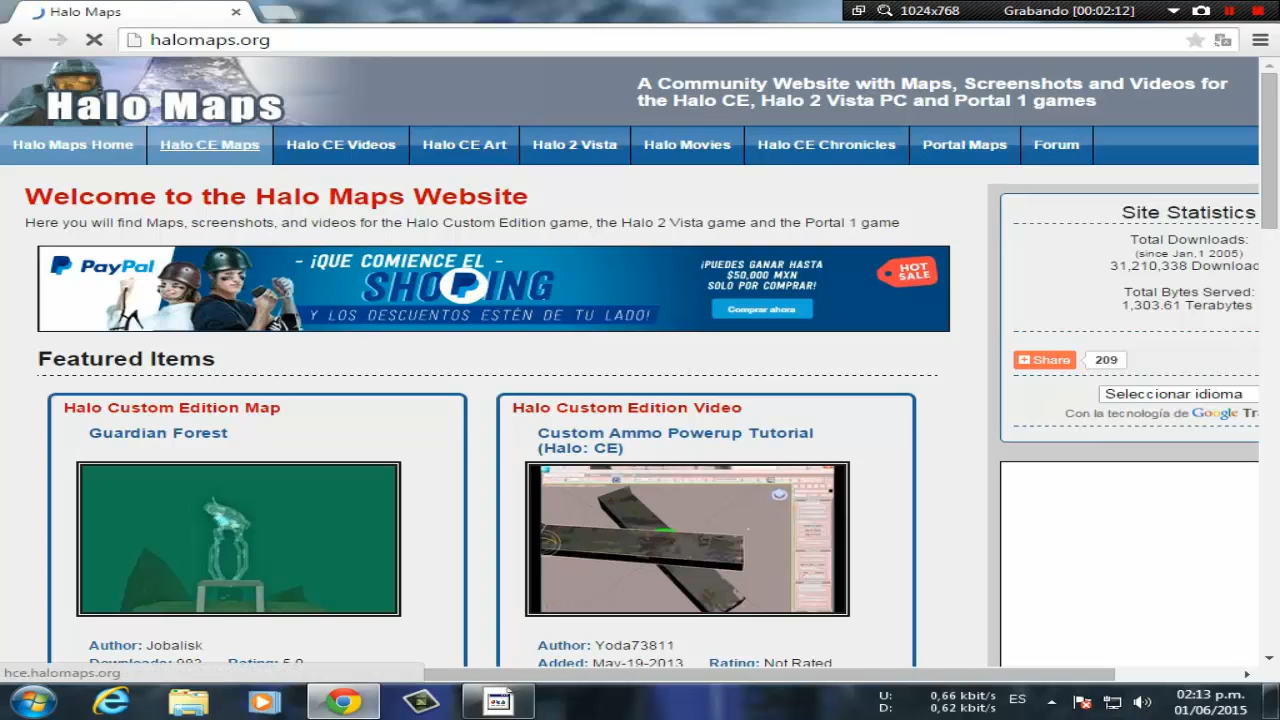 Halo Maps
1024x768
Grabando [00:02:12]
halomaps.org
Halo Maps
A Community Website with Maps, Screenshots and Videos for
the Halo CE, Halo 2 Vista PC and Portal 1 games
Halo Maps Home
Halo CE Maps
Halo CE Videos
Halo CE Art
Halo 2 Vista
Halo Movies
Halo CE Chronicles
Portal Maps
Forum
Welcome to the Halo Maps Website
Here you will find Maps, screenshots, and videos for the Halo Custom Edition game, the Halo 2 Vista game and the Portal 1 game
PayPal
- ¡QUE COMIENCE EL -
SHOPING
Y LOS DESCUENTOS ESTÉN DE TU LADO!
¡PUEDES GANAR HASTA
$50,000 MXN
SOLO POR COMPRAR!
Comprar ahora
HOT
SALE
Site Statistics
Total Downloads:
(since Jan,1 2005)
31,210,338 Downloac
Total Bytes Served:
1,303.61 Terabytes
Share
209
Seleccionar idioma
Con la tecnología de Google Tr
Featured Items
Halo Custom Edition Map
Guardian Forest
Author: Jobalisk
Downloads: 983 Rating: 5.0
Halo Custom Edition Video
Custom Ammo Powerup Tutorial
(Halo: CE)
Author: Yoda73811
Added: May-19-2013 Rating: Not Rated
hce.halomaps.org
U: 0,66 kbit/s
D: 0,62 kbit/s
ES
02:13 p.m.
01/06/2015